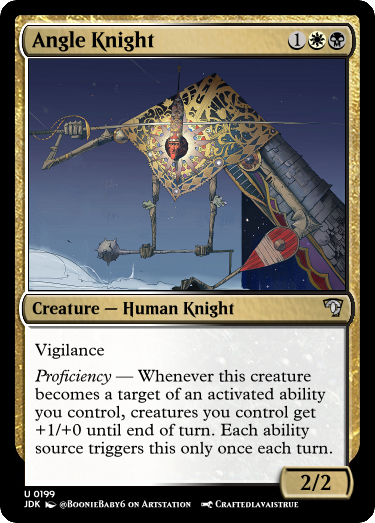 Angle Knight 1
Creature — Human Knight
Vigilance
Proficiency — Whenever this creature
becomes a target of an activated ability
you control, creatures you control get
+1/+0 until end of turn. Each ability
source triggers this only once each turn.
2/2
U 0199
JDK @BoonieBaby6 on Artstation Craftedlavaistrue